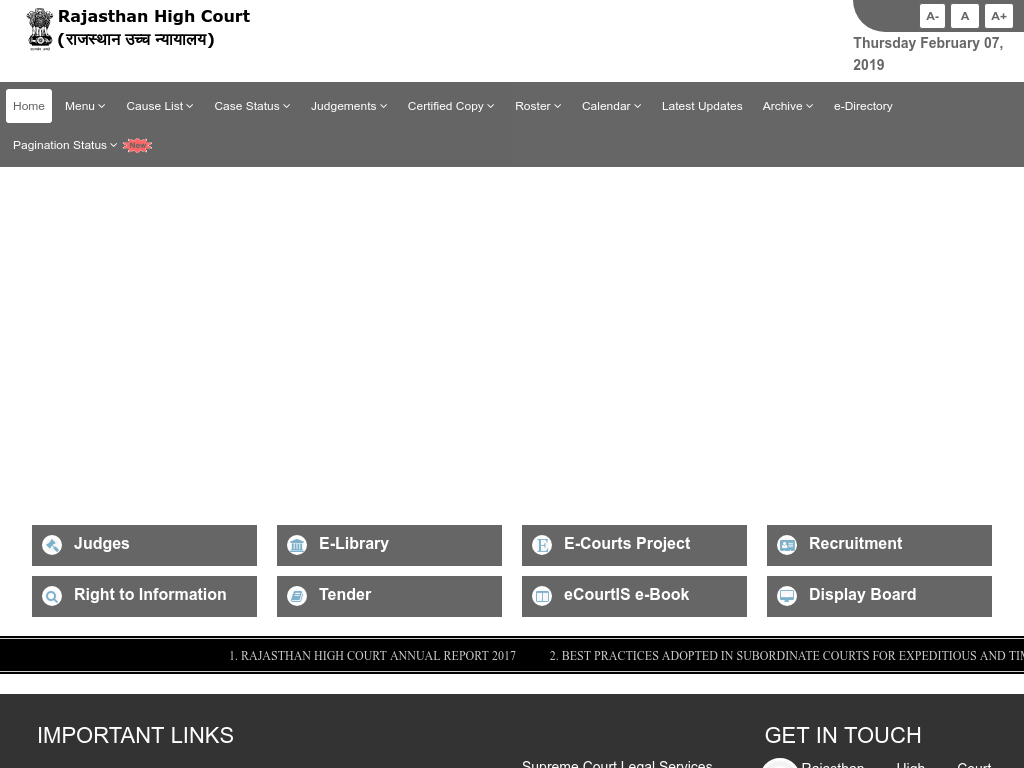 Rajasthan High Court
(राजस्थान उच्च न्यायालय)
A- A A+
Thursday February 07,
2019
Home Menu Cause List Case Status Judgements Certified Copy Roster Calendar Latest Updates Archive e-Directory
Pagination Status New
Judges E-Library E-Courts Project Recruitment
Right to Information Tender eCourtIS e-Book Display Board
1. RAJASTHAN HIGH COURT ANNUAL REPORT 2017 2. BEST PRACTICES ADOPTED IN SUBORDINATE COURTS FOR EXPEDITIOUS AND
IMPORTANT LINKS GET IN TOUCH
Supreme Court Legal Services Rajasthan High Court